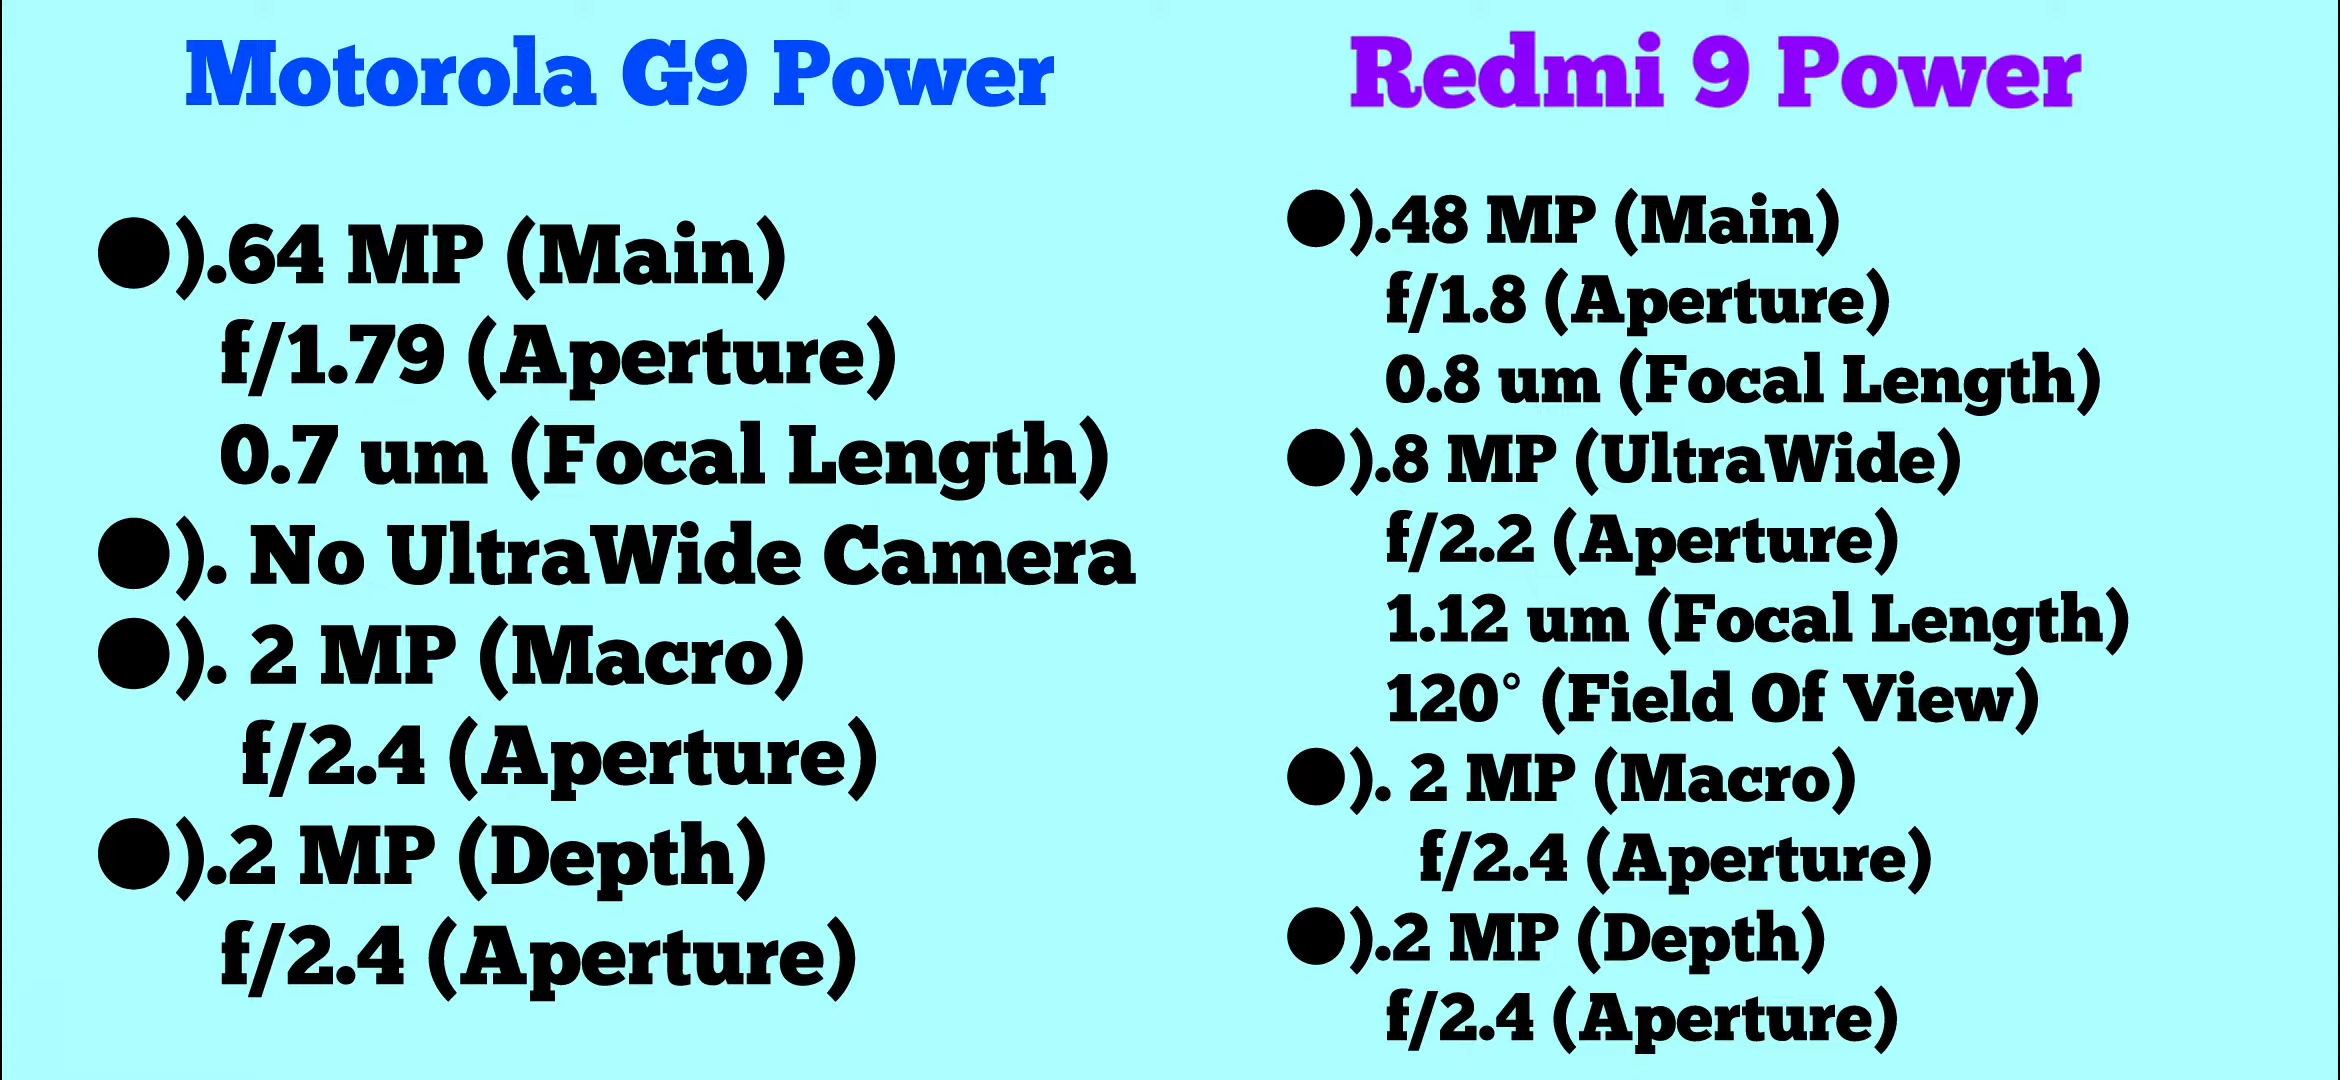 Motorola G9 Power
●).64 MP (Main)
f/1.79 (Aperture)
0.7 um (Focal Length)
●). No UltraWide Camera
●). 2 MP (Macro)
f/2.4 (Aperture)
●).2 MP (Depth)
f/2.4 (Aperture)
Redmi 9 Power
●).48 MP (Main)
f/1.8 (Aperture)
0.8 um (Focal Length)
●).8 MP (UltraWide)
f/2.2 (Aperture)
1.12 um (Focal Length)
120° (Field Of View)
●). 2 MP (Macro)
f/2.4 (Aperture)
●).2 MP (Depth)
f/2.4 (Aperture)